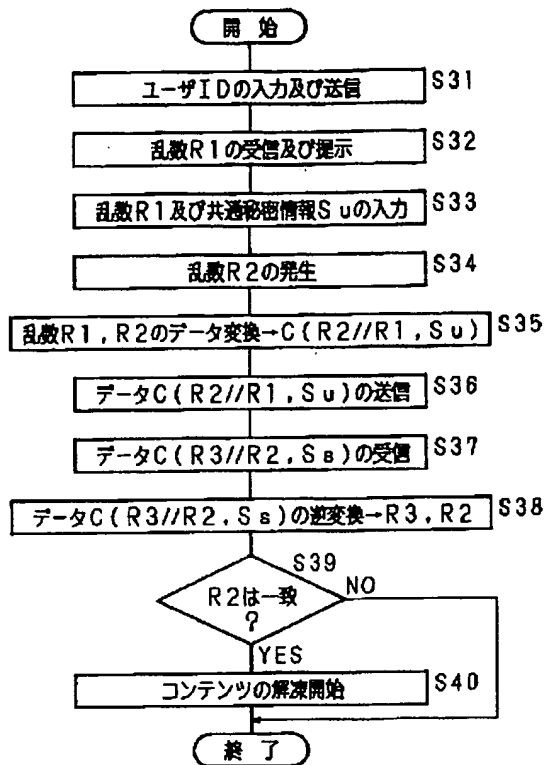 開始
ユーザIDの入力及び送信 S31
乱数R1の受信及び提示 S32
乱数R1及び共通秘密情報Suの入力 S33
乱数R2の発生 S34
乱数R1,R2のデータ変換→C(R2//R1,Su) S35
データC(R2//R1,Su)の送信 S36
データC(R3//R2,Ss)の受信 S37
データC(R3//R2,Ss)の逆変換→R3,R2 S38
S39
R2は一致 NO
?
YES
コンテンツの解凍開始 S40
終了